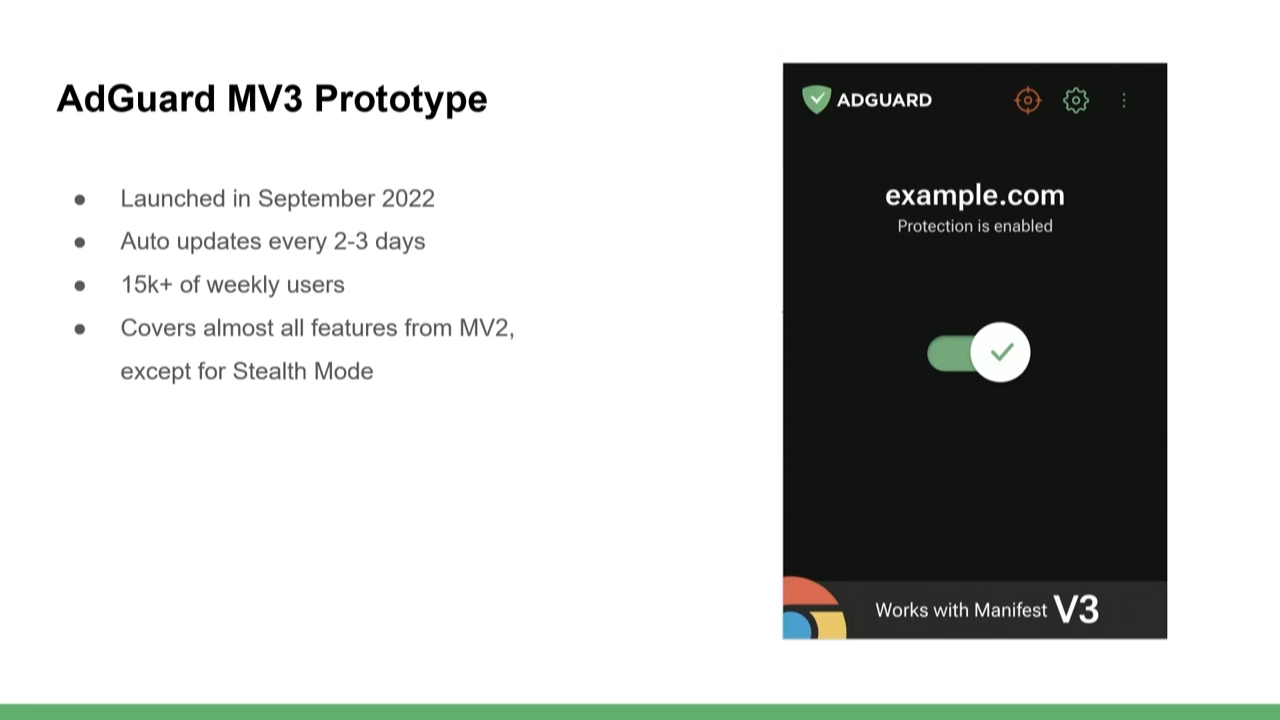 AdGuard MV3 Prototype
● Launched in September 2022
● Auto updates every 2-3 days
● 15k+ of weekly users
● Covers almost all features from MV2,
except for Stealth Mode
ADGUARD
example.com
Protection is enabled
Works with Manifest V3